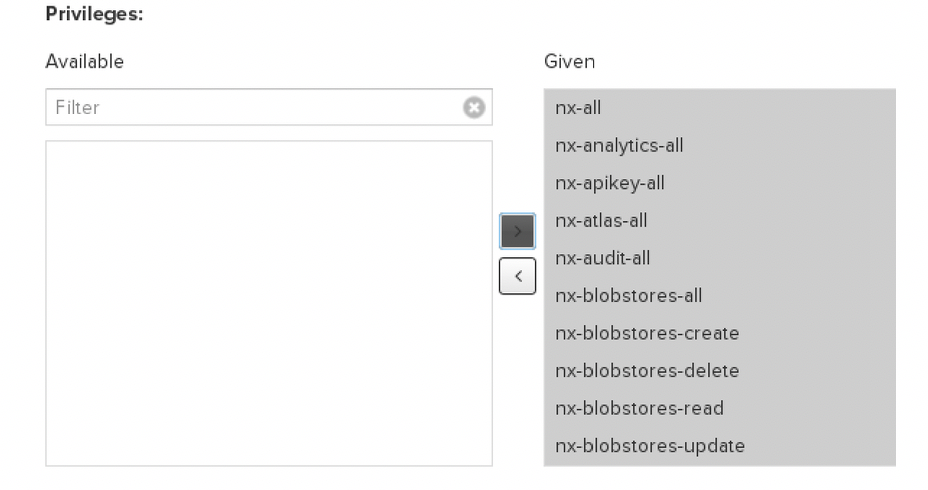 Privileges:
Available
Given
Filter
nx-all
nx-analytics-all
nx-apikey-all
nx-atlas-all
nx-audit-all
nx-blobstores-all
nx-blobstores-create
nx-blobstores-delete
nx-blobstores-read
nx-blobstores-update